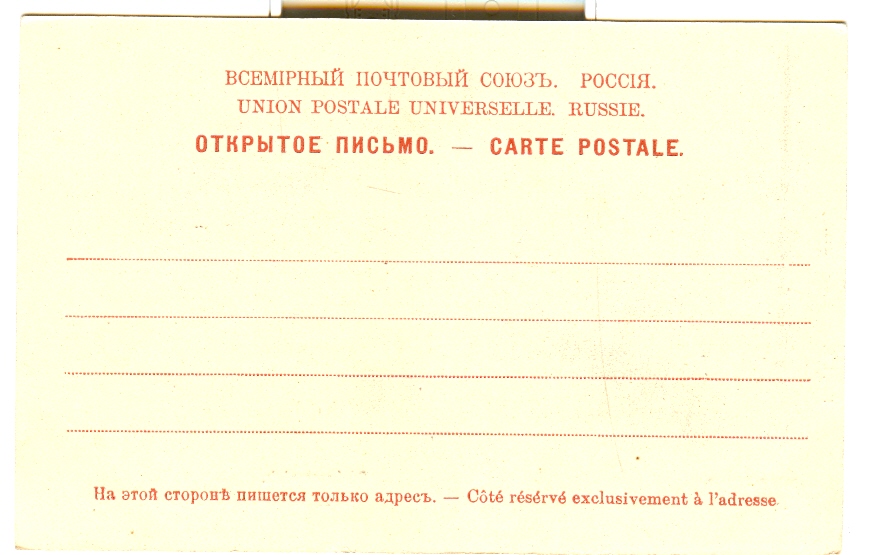 ВСЕМІРНЫЙ ПОЧТОВЫЙ СОЮЗЪ. РОССІЯ.
UNION POSTALE UNIVERSELLE. RUSSIE.
ОТКРЫТОЕ ПИСЬМО. — CARTE POSTALE.
На этой сторонѣ пишется только адресъ. — Côté résérvé exclusivement à l'adresse